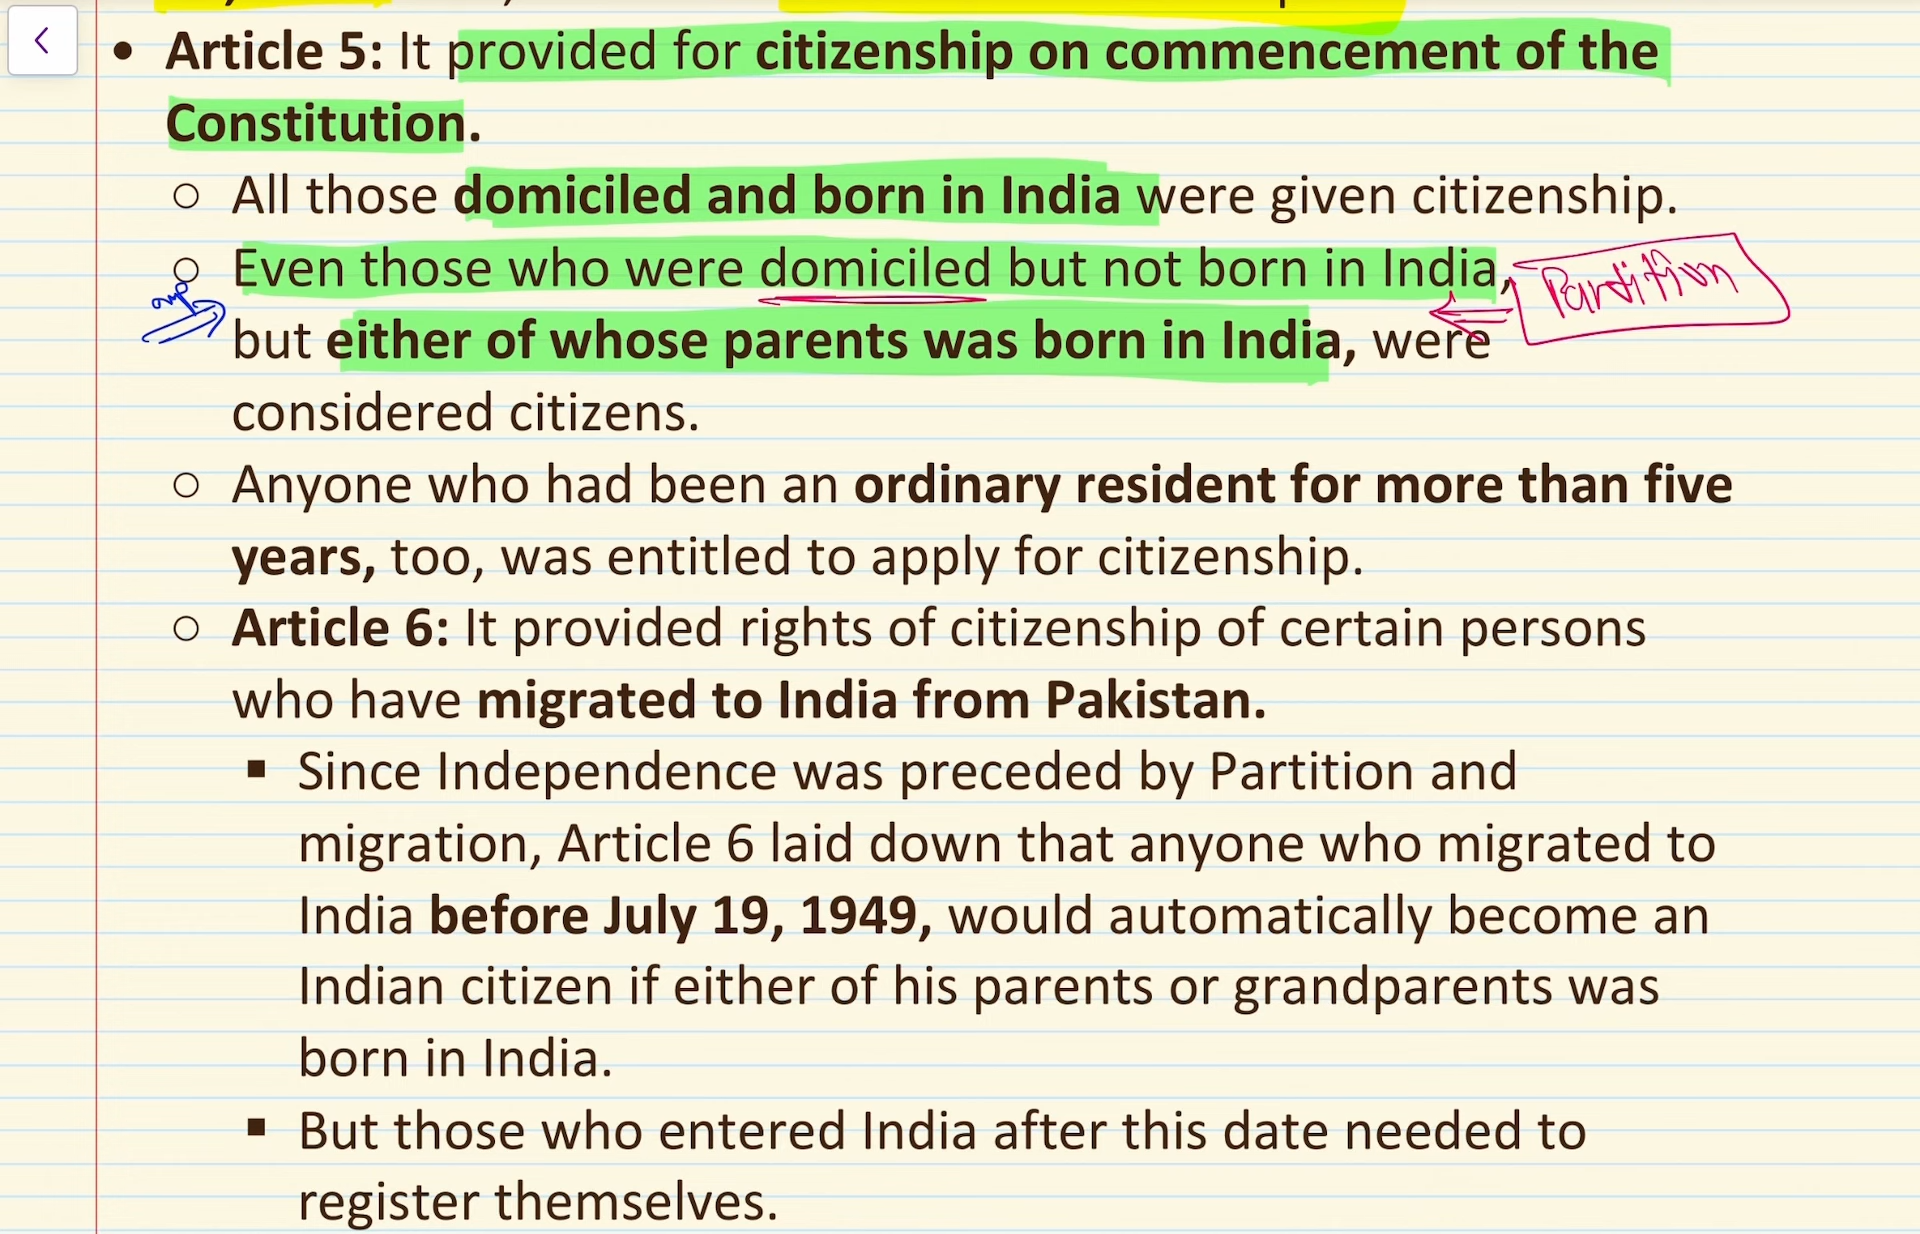 • Article 5: It provided for citizenship on commencement of the
Constitution.
○ All those domiciled and born in India were given citizenship.
○ Even those who were domiciled but not born in India,
Partition
but either of whose parents was born in India, were
considered citizens.
○ Anyone who had been an ordinary resident for more than five
years, too, was entitled to apply for citizenship.
○ Article 6: It provided rights of citizenship of certain persons
who have migrated to India from Pakistan.
▪ Since Independence was preceded by Partition and
migration, Article 6 laid down that anyone who migrated to
India before July 19, 1949, would automatically become an
Indian citizen if either of his parents or grandparents was
born in India.
▪ But those who entered India after this date needed to
register themselves.